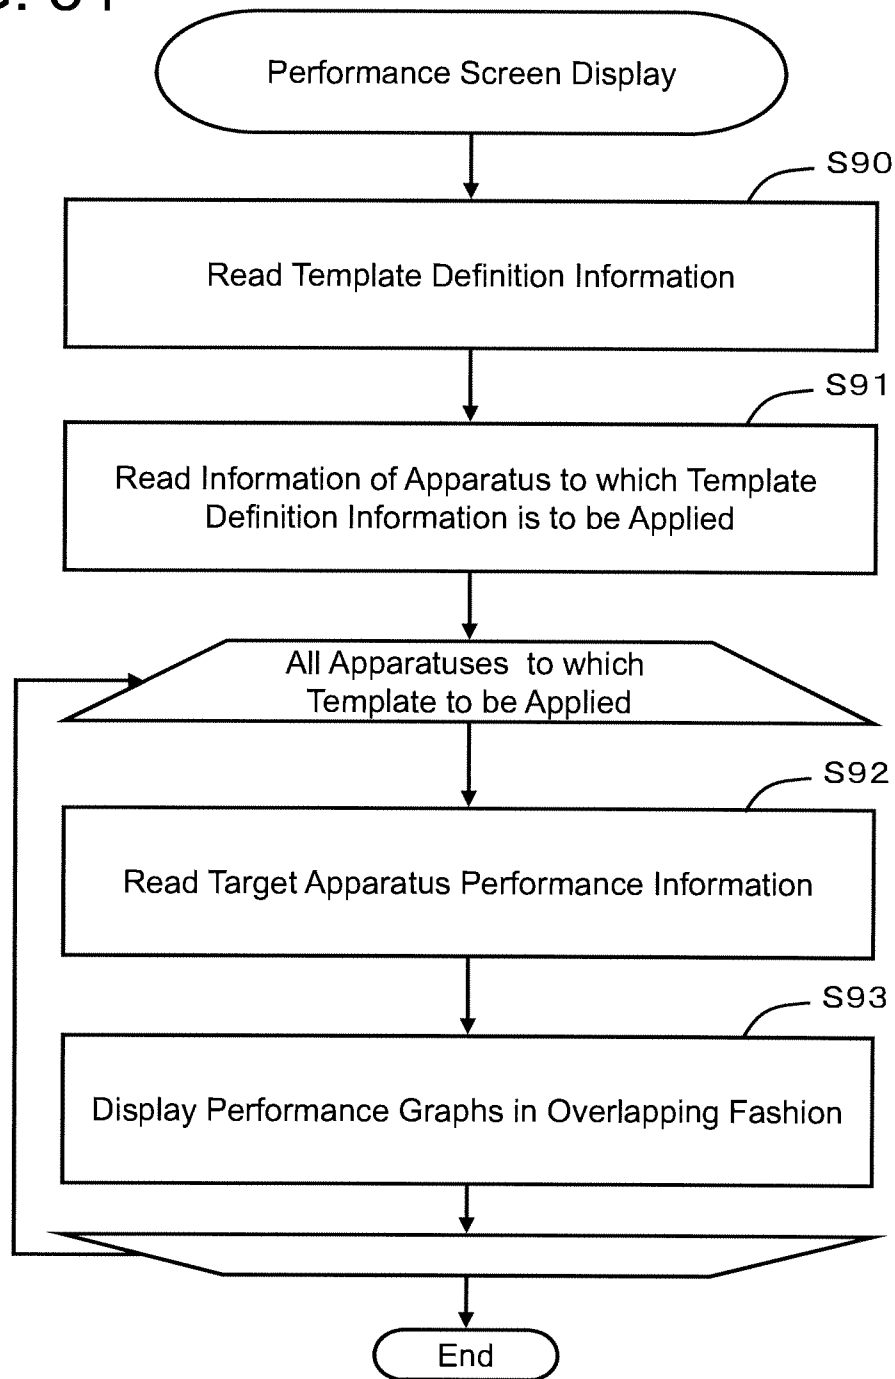 Performance Screen Display
S90
Read Template Definition Information
S91
Read Information of Apparatus to which Template
Definition Information is to be Applied
All Apparatuses to which
Template to be Applied
S92
Read Target Apparatus Performance Information
S93
Display Performance Graphs in Overlapping Fashion
End